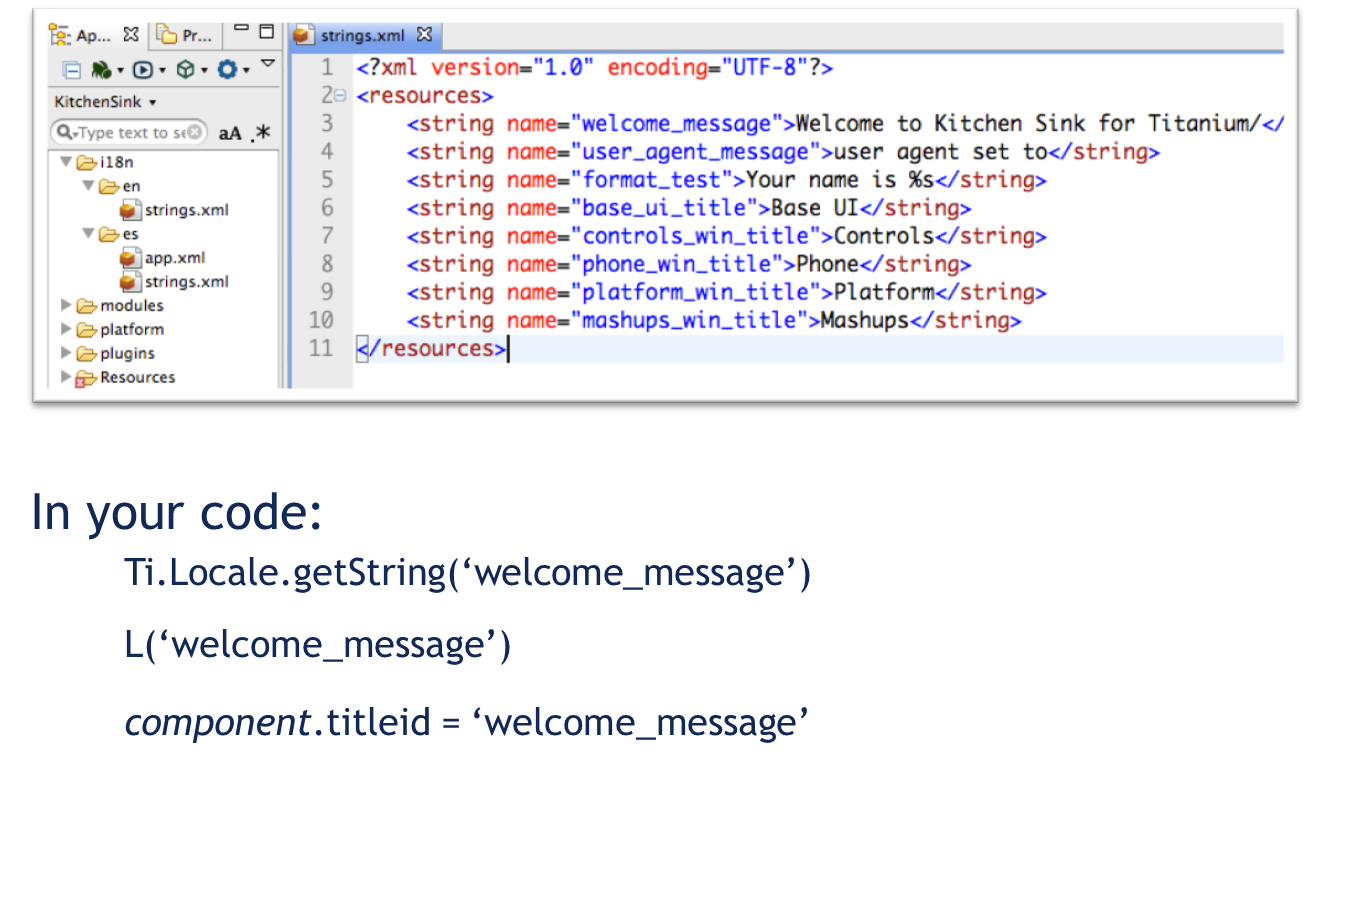 Ap...
Pr...
strings.xml
KitchenSink
Type text to se
aA .*
i18n
en
strings.xml
es
app.xml
strings.xml
modules
platform
plugins
Resources
1 <?xml version="1.0" encoding="UTF-8"?>
2 <resources>
3 <string name="welcome_message">Welcome to Kitchen Sink for Titanium/</
4 <string name="user_agent_message">user agent set to</string>
5 <string name="format_test">Your name is %s</string>
6 <string name="base_ui_title">Base UI</string>
7 <string name="controls_win_title">Controls</string>
8 <string name="phone_win_title">Phone</string>
9 <string name="platform_win_title">Platform</string>
10 <string name="mashups_win_title">Mashups</string>
11 </resources>
In your code:
Ti.Locale.getString(‘welcome_message’)
L(‘welcome_message’)
component.titleid = ‘welcome_message’